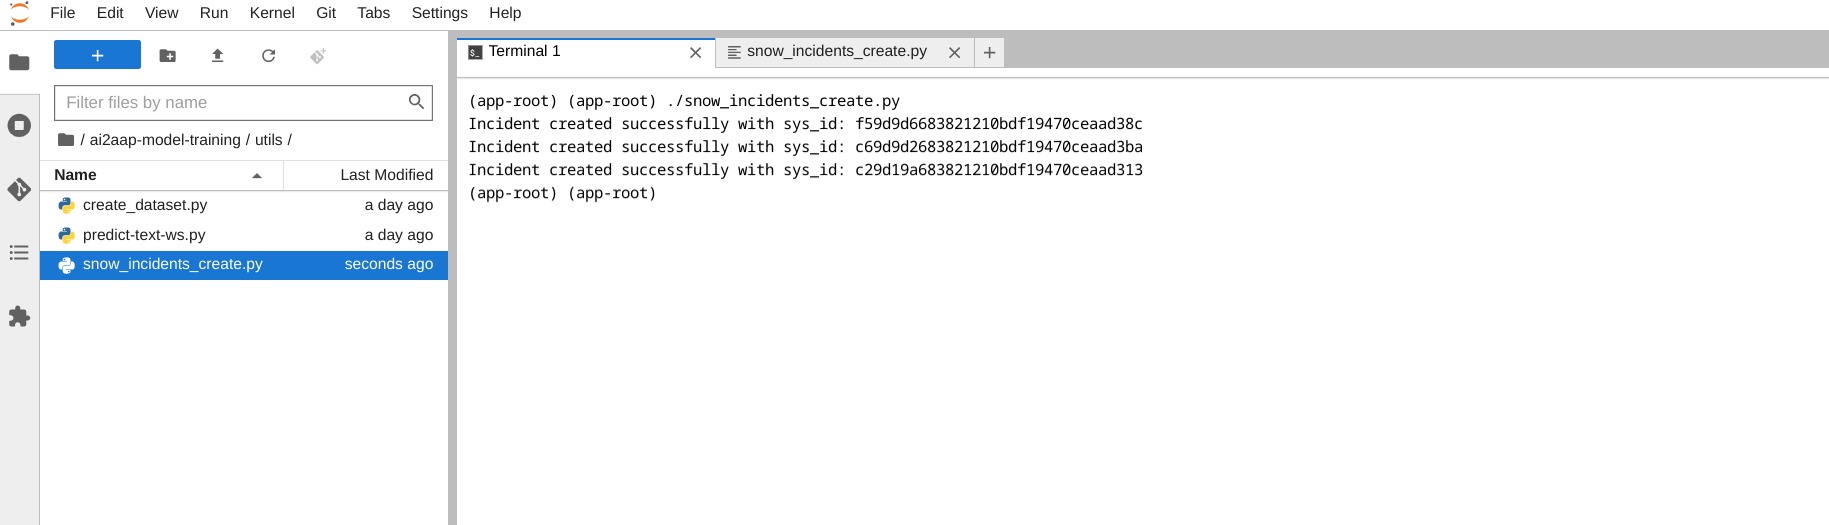 File Edit View Run Kernel Git Tabs Settings Help
+
Filter files by name
/ ai2aap-model-training / utils /
Name Last Modified
create_dataset.py a day ago
predict-text-ws.py a day ago
snow_incidents_create.py seconds ago
Terminal 1 snow_incidents_create.py
(app-root) (app-root) ./snow_incidents_create.py
Incident created successfully with sys_id: f59d9d6683821210bdf19470ceaad38c
Incident created successfully with sys_id: c69d9d2683821210bdf19470ceaad3ba
Incident created successfully with sys_id: c29d19a683821210bdf19470ceaad313
(app-root) (app-root)